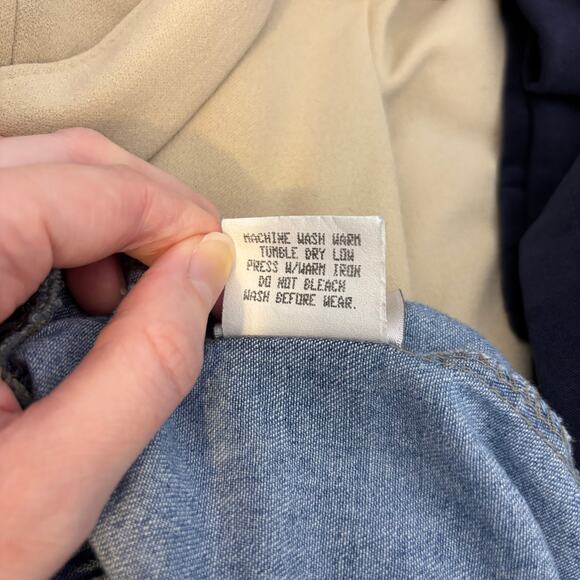 MACHINE WASH WARM
TUMBLE DRY LOW
PRESS W/WARM IRON
DO NOT BLEACH
WASH BEFORE WEAR.